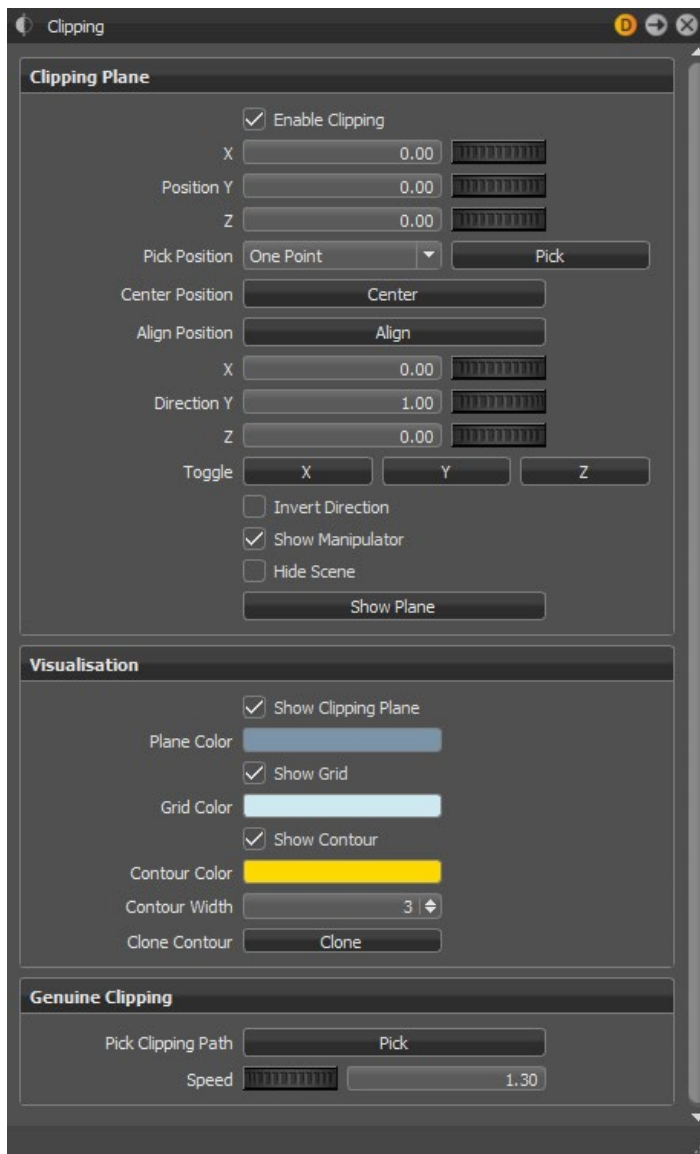 Clipping D
Clipping Plane
Enable Clipping
X 0.00
Position Y 0.00
Z 0.00
Pick Position One Point Pick
Center Position Center
Align Position Align
X 0.00
Direction Y 1.00
Z 0.00
Toggle X Y Z
Invert Direction
Show Manipulator
Hide Scene
Show Plane
Visualisation
Show Clipping Plane
Plane Color
Show Grid
Grid Color
Show Contour
Contour Color
Contour Width 3
Clone Contour Clone
Genuine Clipping
Pick Clipping Path Pick
Speed 1.30